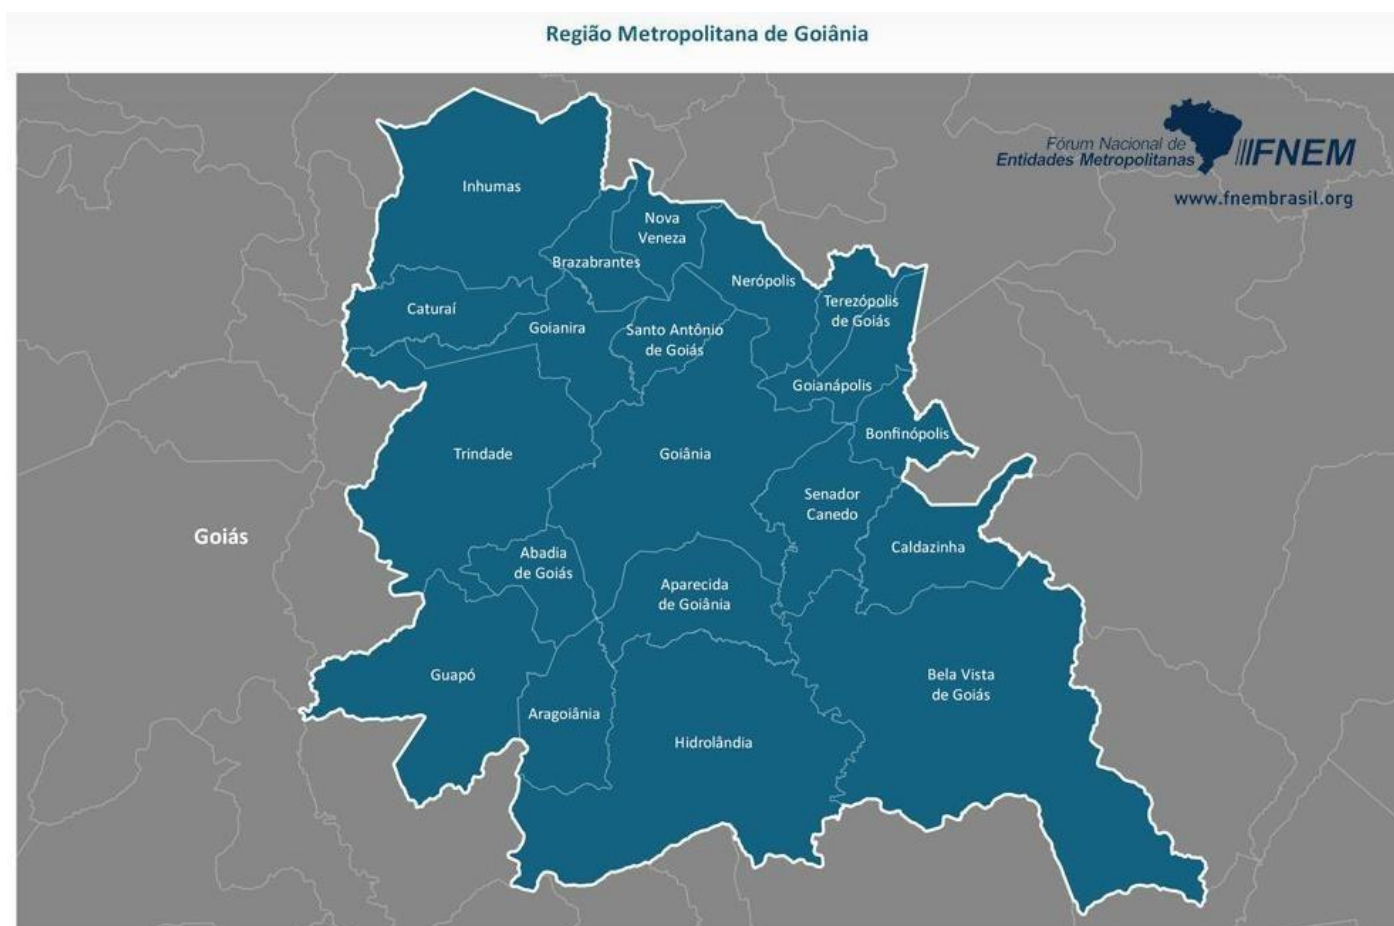 Região Metropolitana de Goiânia
Fórum Nacional de
Entidades Metropolitanas
FNEM
www.fnembrasil.org
Inhumas
Nova
Veneza
Brazabrantes
Nerópolis
Caturaí
Goianira
Santo Antônio
de Goiás
Terezópolis
de Goiás
Goianápolis
Trindade
Goiânia
Bonfinópolis
Senador
Canedo
Goiás
Abadia
de Goiás
Caldazinha
Aparecida
de Goiânia
Guapó
Bela Vista
de Goiás
Aragoiânia
Hidrolândia